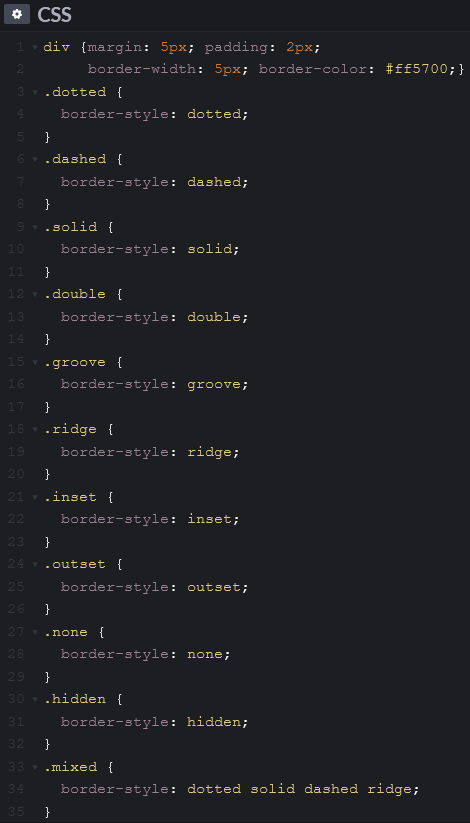 CSS
1 div {margin: 5px; padding: 2px;
2 border-width: 5px; border-color: #ff5700;}
3 .dotted {
4 border-style: dotted;
5 }
6 .dashed {
7 border-style: dashed;
8 }
9 .solid {
10 border-style: solid;
11 }
12 .double {
13 border-style: double;
14 }
15 .groove {
16 border-style: groove;
17 }
18 .ridge {
19 border-style: ridge;
20 }
21 .inset {
22 border-style: inset;
23 }
24 .outset {
25 border-style: outset;
26 }
27 .none {
28 border-style: none;
29 }
30 .hidden {
31 border-style: hidden;
32 }
33 .mixed {
34 border-style: dotted solid dashed ridge;
35 }